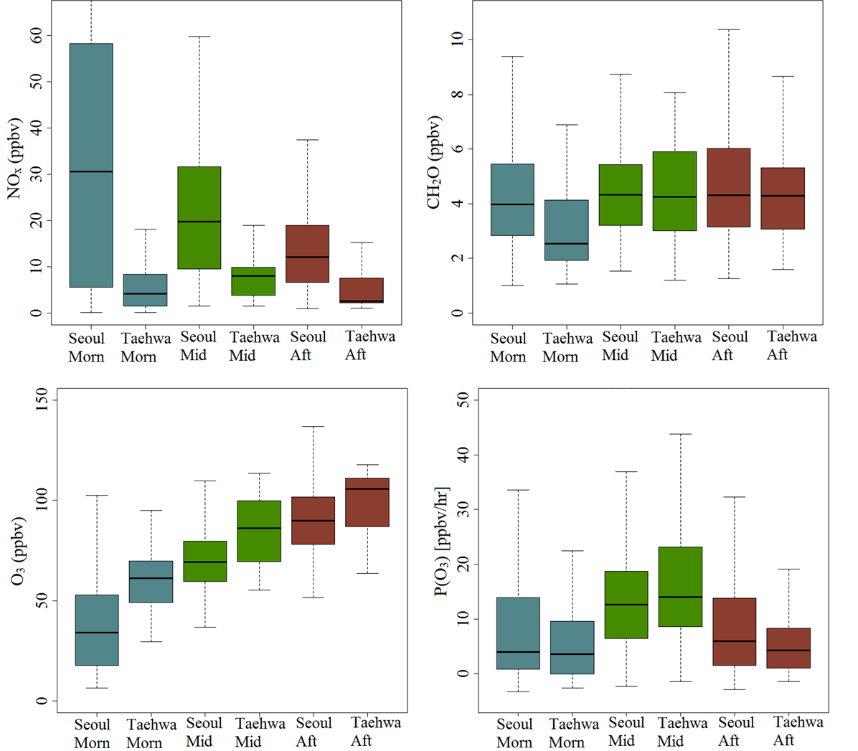 NOx (ppbv)
60
50
40
30
20
10
0
Seoul Morn
Taehwa Morn
Seoul Mid
Taehwa Mid
Seoul Aft
Taehwa Aft
CH2O (ppbv)
10
8
6
4
2
0
Seoul Morn
Taehwa Morn
Seoul Mid
Taehwa Mid
Seoul Aft
Taehwa Aft
O3 (ppbv)
150
100
50
0
Seoul Morn
Taehwa Morn
Seoul Mid
Taehwa Mid
Seoul Aft
Taehwa Aft
P(O3) [ppbv/hr]
50
40
30
20
10
0
Seoul Morn
Taehwa Morn
Seoul Mid
Taehwa Mid
Seoul Aft
Taehwa Aft